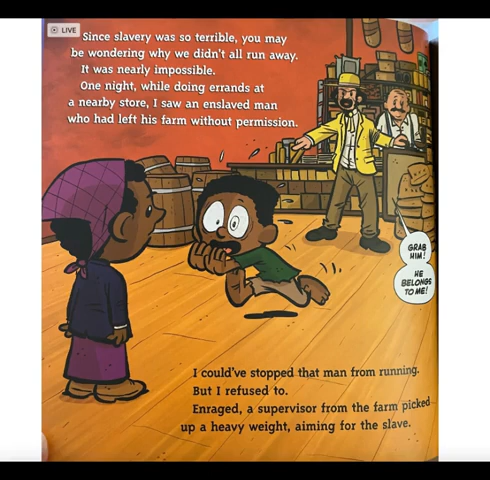 LIVE
Since slavery was so terrible, you may
be wondering why we didn't all run away.
It was nearly impossible.
One night, while doing errands at
a nearby store, I saw an enslaved man
who had left his farm without permission.
GRAB
HIM!
HE
BELONGS
TO ME!
I could've stopped that man from running.
But I refused to.
Enraged, a supervisor from the farm picked
up a heavy weight, aiming for the slave.